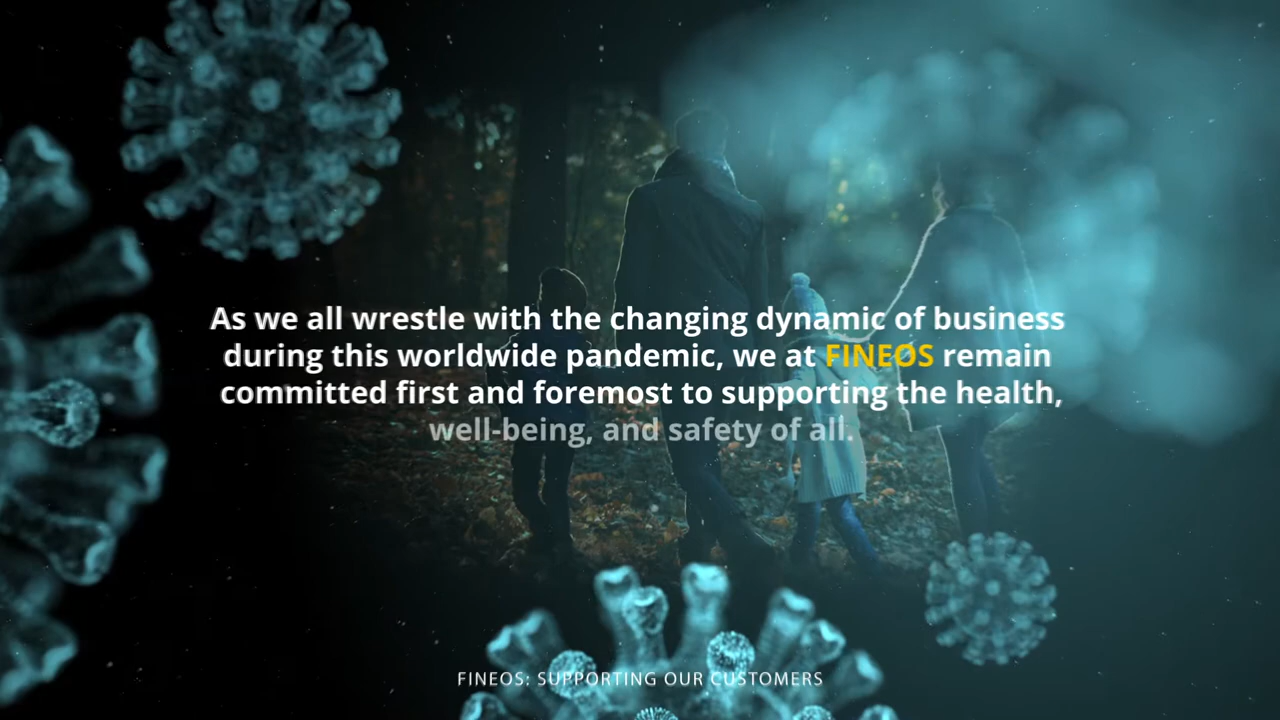 As we all wrestle with the changing dynamic of business
during this worldwide pandemic, we at FINEOS remain
committed first and foremost to supporting the health,
well-being, and safety of all.
FINEOS: SUPPORTING OUR CUSTOMERS